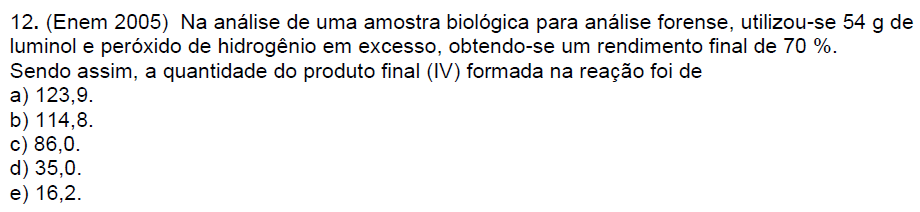 12. (Enem 2005)  Na análise de uma amostra biológica para análise forense, utilizou-se 54 g de
luminol e peróxido de hidrogênio em excesso, obtendo-se um rendimento final de 70 %.
Sendo assim, a quantidade do produto final (IV) formada na reação foi de
a) 123,9.
b) 114,8.
c) 86,0.
d) 35,0.
e) 16,2.